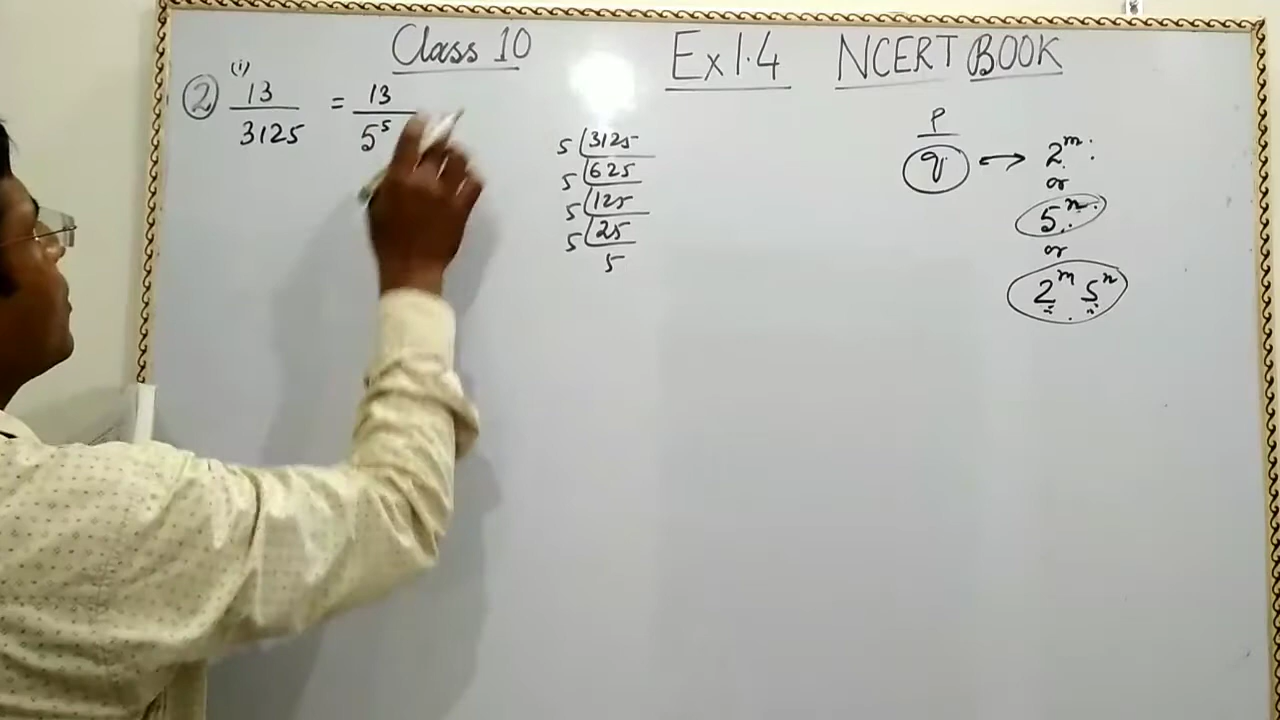 Class 10 Ex 1.4 NCERT BOOK
② (i) 13/3125 = 13/5⁵
5 | 3125
5 | 625
5 | 125
5 | 25
5
p/q ↔ 2ᵐ
or
5ⁿ
or
2ᵐ 5ⁿ